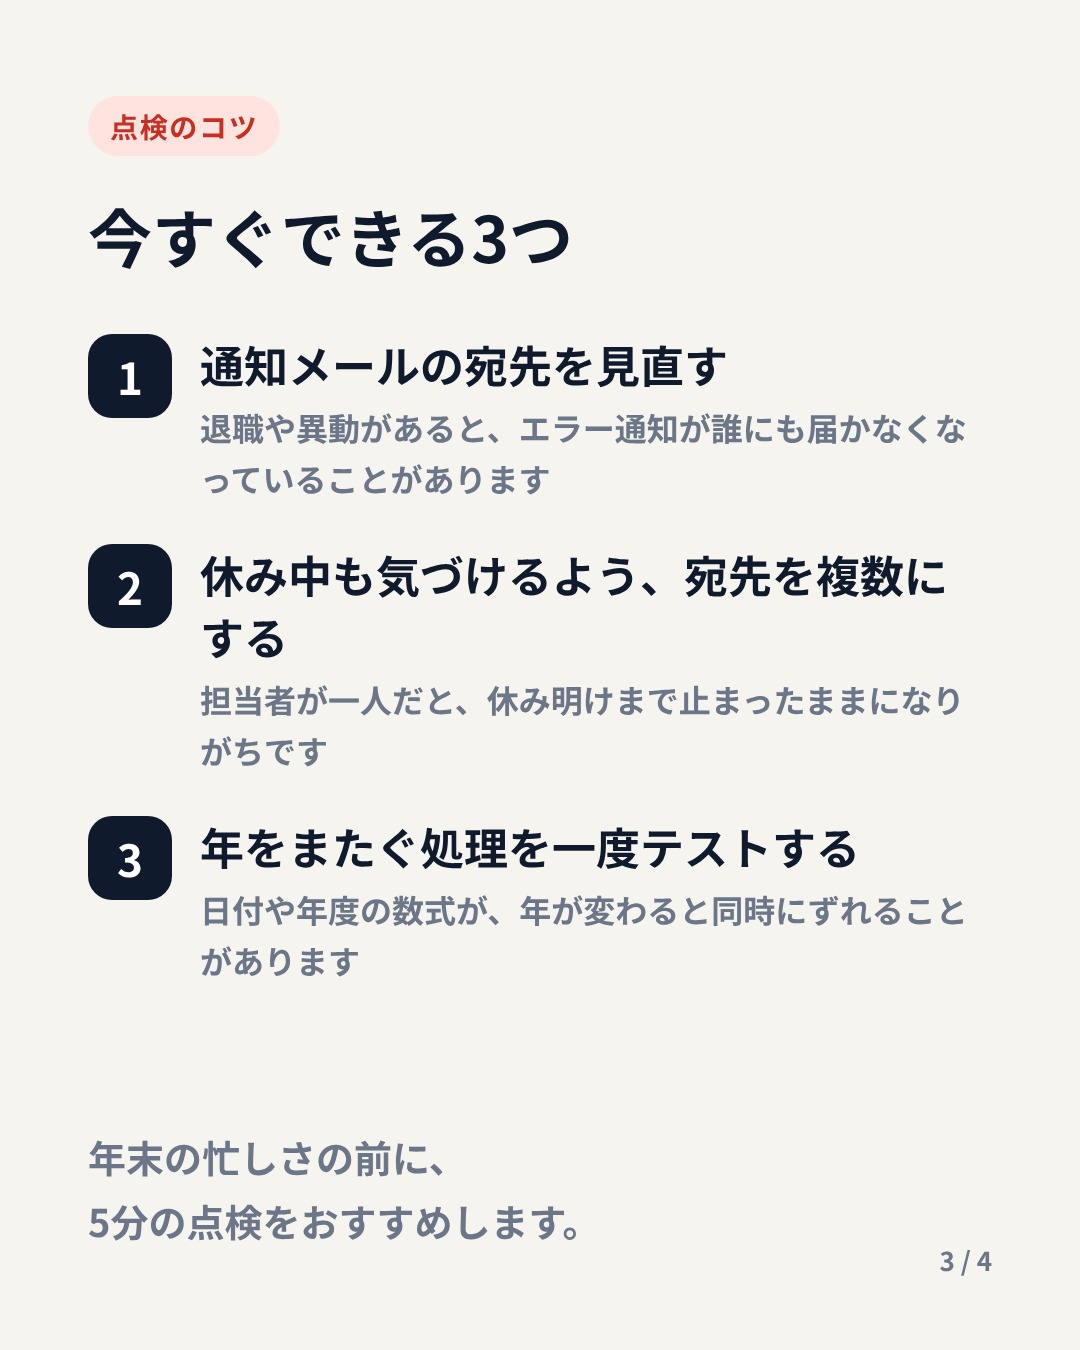 点検のコツ
今すぐできる3つ
1
通知メールの宛先を見直す
退職や異動があると、エラー通知が誰にも届かなくな
っていることがあります
2
休み中も気づけるよう、宛先を複数に
する
担当者が一人だと、休み明けまで止まったままになり
がちです
3
年をまたぐ処理を一度テストする
日付や年度の数式が、年が変わると同時にずれること
があります
年末の忙しさの前に、
5分の点検をおすすめします。
3 / 4